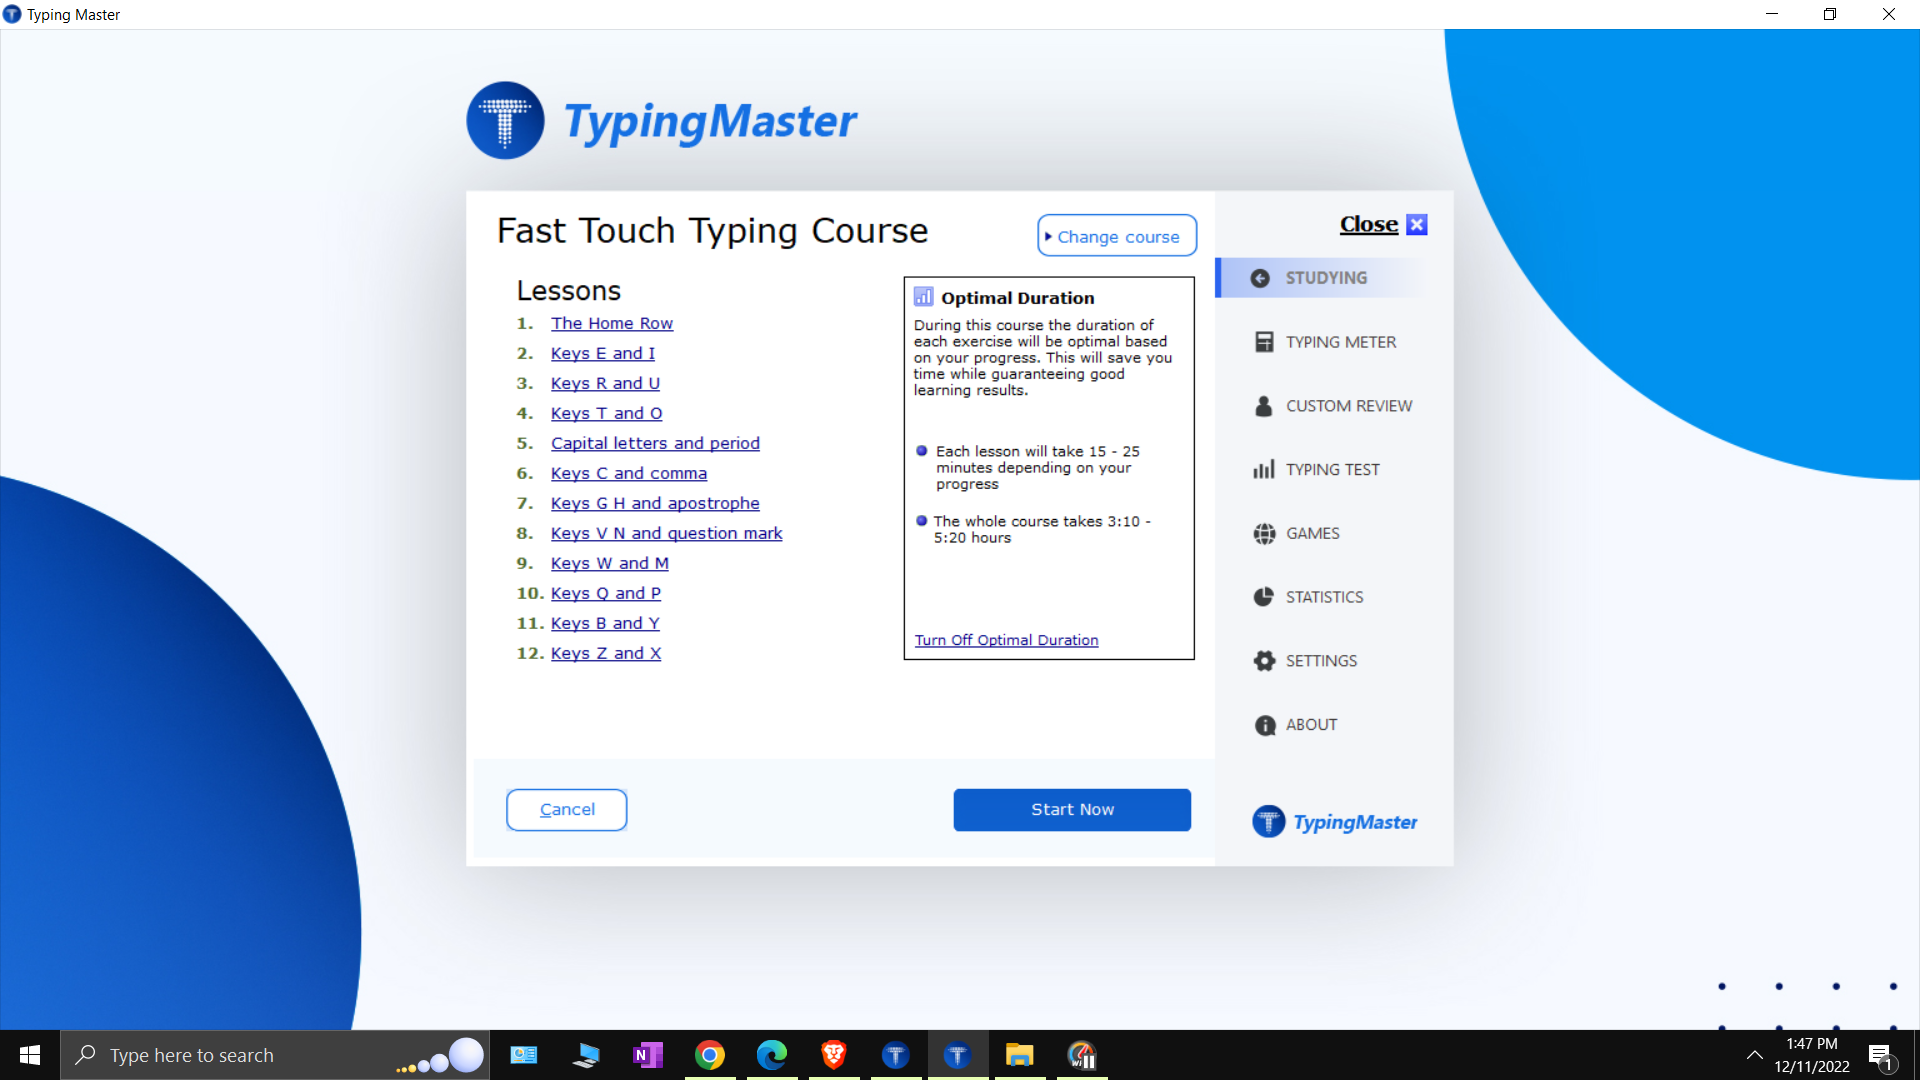 Typing Master
TypingMaster
Fast Touch Typing Course
Change course
Lessons
1. The Home Row
2. Keys E and I
3. Keys R and U
4. Keys T and O
5. Capital letters and period
6. Keys C and comma
7. Keys G H and apostrophe
8. Keys V N and question mark
9. Keys W and M
10. Keys Q and P
11. Keys B and Y
12. Keys Z and X
Optimal Duration
During this course the duration of
each exercise will be optimal based
on your progress. This will save you
time while guaranteeing good
learning results.
Each lesson will take 15 - 25
minutes depending on your
progress
The whole course takes 3:10 -
5:20 hours
Turn Off Optimal Duration
Cancel
Start Now
Close
STUDYING
TYPING METER
CUSTOM REVIEW
TYPING TEST
GAMES
STATISTICS
SETTINGS
ABOUT
TypingMaster
Type here to search
1:47 PM
12/11/2022
1